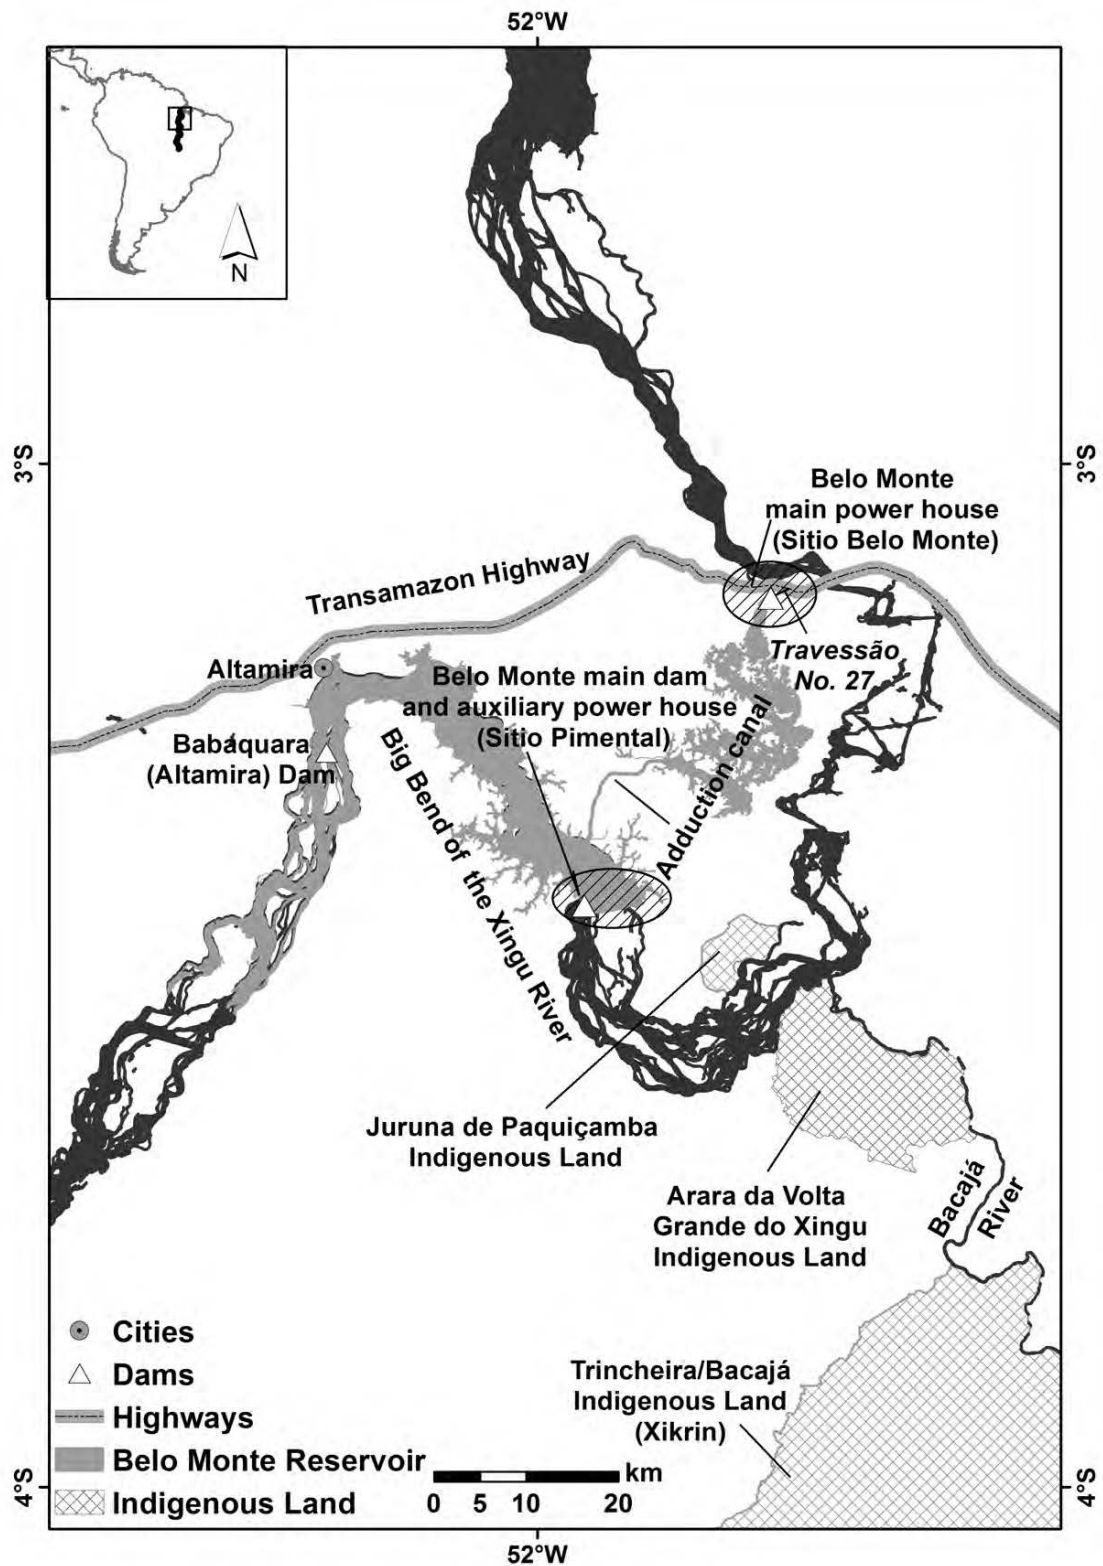 52°W
N
3°S
3°S
Belo Monte
main power house
(Sitio Belo Monte)
Transamazon Highway
Altamira
Travessão
No. 27
Belo Monte main dam
and auxiliary power house
(Sitio Pimental)
Babaquara
(Altamira) Dam
Adduction canal
Big Bend of the Xingu River
Juruna de Paquiçamba
Indigenous Land
Arara da Volta
Grande do Xingu
Indigenous Land
Bacajá
River
Trincheira/Bacajá
Indigenous Land
(Xikrin)
Cities
Dams
Highways
Belo Monte Reservoir
Indigenous Land
km
0 5 10 20
4°S
4°S
52°W